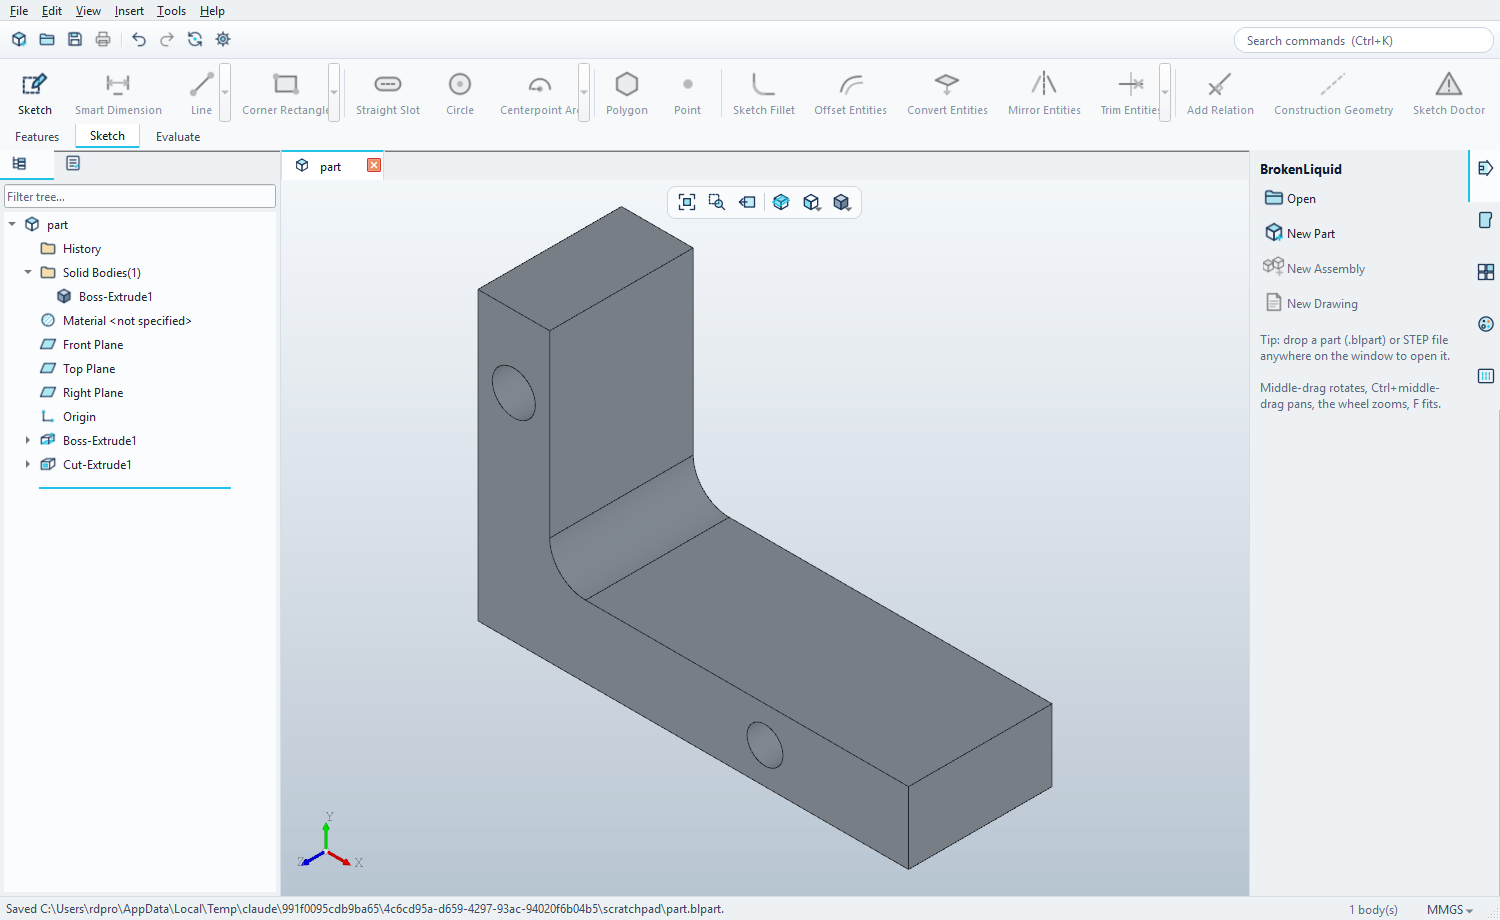 File Edit View Insert Tools Help
Search commands (Ctrl+K)
Sketch Smart Dimension Line Corner Rectangle Straight Slot Circle Centerpoint Arc Polygon Point Sketch Fillet Offset Entities Convert Entities Mirror Entities Trim Entities Add Relation Construction Geometry Sketch Doctor
Features Sketch Evaluate
part
Filter tree...
part
History
Solid Bodies(1)
Boss-Extrude1
Material <not specified>
Front Plane
Top Plane
Right Plane
Origin
Boss-Extrude1
Cut-Extrude1
Y
Z
X
BrokenLiquid
Open
New Part
New Assembly
New Drawing
Tip: drop a part (.blpart) or STEP file
anywhere on the window to open it.
Middle-drag rotates, Ctrl+middle-
drag pans, the wheel zooms, F fits.
Saved C:\Users\rdpro\AppData\Local\Temp\claude\991f0095cdb9ba65\4c6cd95a-d659-4297-93ac-94020f6b04b5\scratchpad\part.blpart.
1 body(s) MMGS